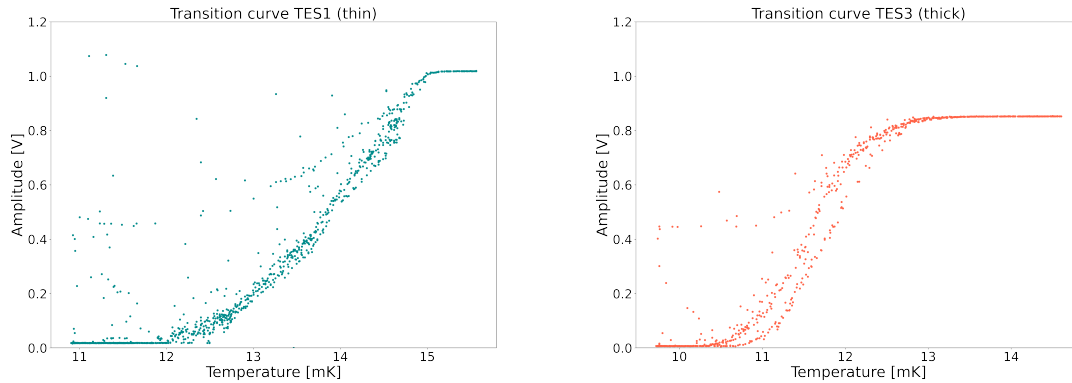 Transition curve TES1 (thin)
1.2
1.0
0.8
0.6
0.4
0.2
0.0
Amplitude [V]
11 12 13 14 15
Temperature [mK]
Transition curve TES3 (thick)
1.2
1.0
0.8
0.6
0.4
0.2
0.0
Amplitude [V]
10 11 12 13 14
Temperature [mK]